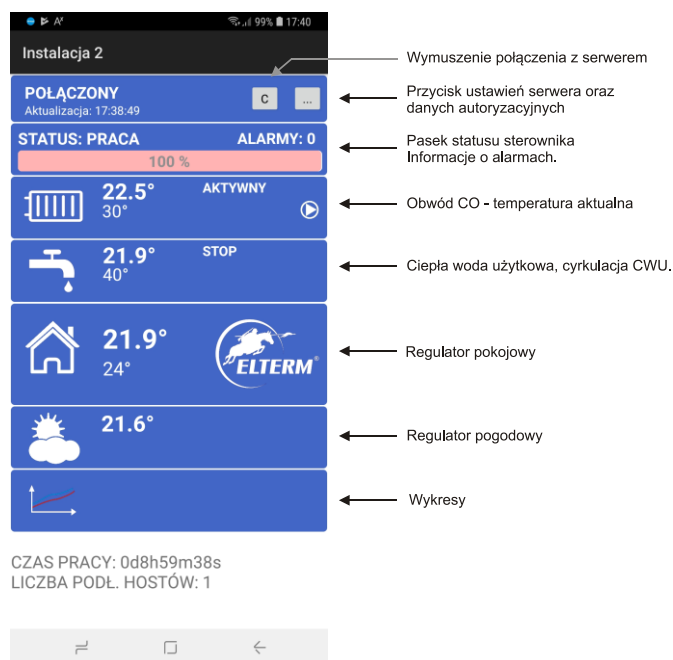 99% 17:40
Instalacja 2
Wymuszenie połączenia z serwerem
POŁĄCZONY
Aktualizacja: 17:38:49
C
...
Przycisk ustawień serwera oraz
danych autoryzacyjnych
STATUS: PRACA
ALARMY: 0
100 %
Pasek statusu sterownika
Informacje o alarmach.
22.5°
30°
AKTYWNY
Obwód CO - temperatura aktualna
21.9°
40°
STOP
Ciepła woda użytkowa, cyrkulacja CWU.
21.9°
24°
ELTERM®
Regulator pokojowy
21.6°
Regulator pogodowy
Wykresy
CZAS PRACY: 0d8h59m38s
LICZBA PODŁ. HOSTÓW: 1